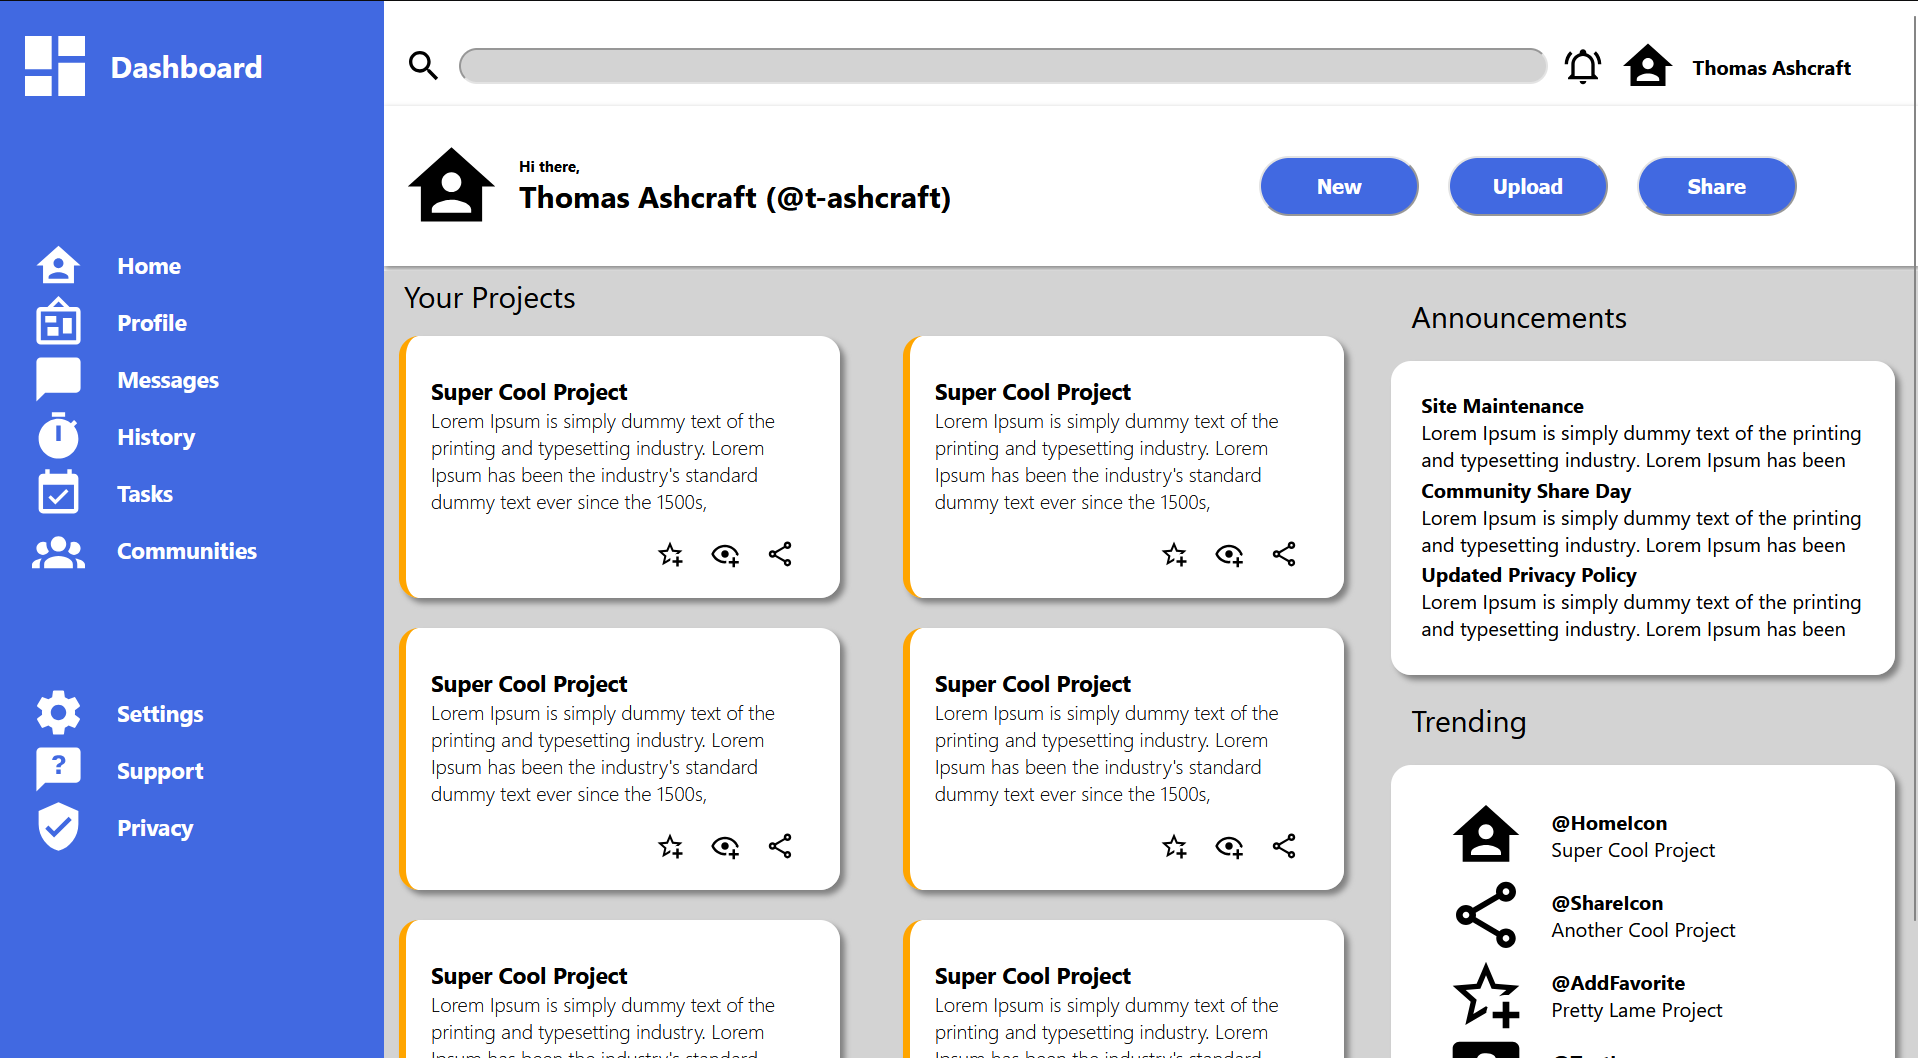 Dashboard
Home
Profile
Messages
History
Tasks
Communities
Settings
Support
?
Privacy
Thomas Ashcraft
Hi there,
Thomas Ashcraft (@t-ashcraft)
New
Upload
Share
Your Projects
Super Cool Project
Lorem Ipsum is simply dummy text of the
printing and typesetting industry. Lorem
Ipsum has been the industry's standard
dummy text ever since the 1500s,
Super Cool Project
Lorem Ipsum is simply dummy text of the
printing and typesetting industry. Lorem
Ipsum has been the industry's standard
dummy text ever since the 1500s,
Super Cool Project
Lorem Ipsum is simply dummy text of the
printing and typesetting industry. Lorem
Ipsum has been the industry's standard
dummy text ever since the 1500s,
Super Cool Project
Lorem Ipsum is simply dummy text of the
printing and typesetting industry. Lorem
Ipsum has been the industry's standard
dummy text ever since the 1500s,
Super Cool Project
Lorem Ipsum is simply dummy text of the
printing and typesetting industry. Lorem
Ipsum has been the industry's standard
Super Cool Project
Lorem Ipsum is simply dummy text of the
printing and typesetting industry. Lorem
Ipsum has been the industry's standard
Announcements
Site Maintenance
Lorem Ipsum is simply dummy text of the printing
and typesetting industry. Lorem Ipsum has been
Community Share Day
Lorem Ipsum is simply dummy text of the printing
and typesetting industry. Lorem Ipsum has been
Updated Privacy Policy
Lorem Ipsum is simply dummy text of the printing
and typesetting industry. Lorem Ipsum has been
Trending
@HomeIcon
Super Cool Project
@ShareIcon
Another Cool Project
@AddFavorite
Pretty Lame Project